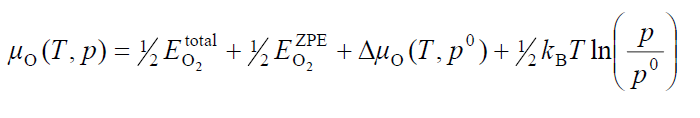 μ_O(T, p) = ½ E_{O₂}^{total} + ½ E_{O₂}^{ZPE} + Δμ_O(T, p⁰) + ½ k_B T ln(p / p⁰)